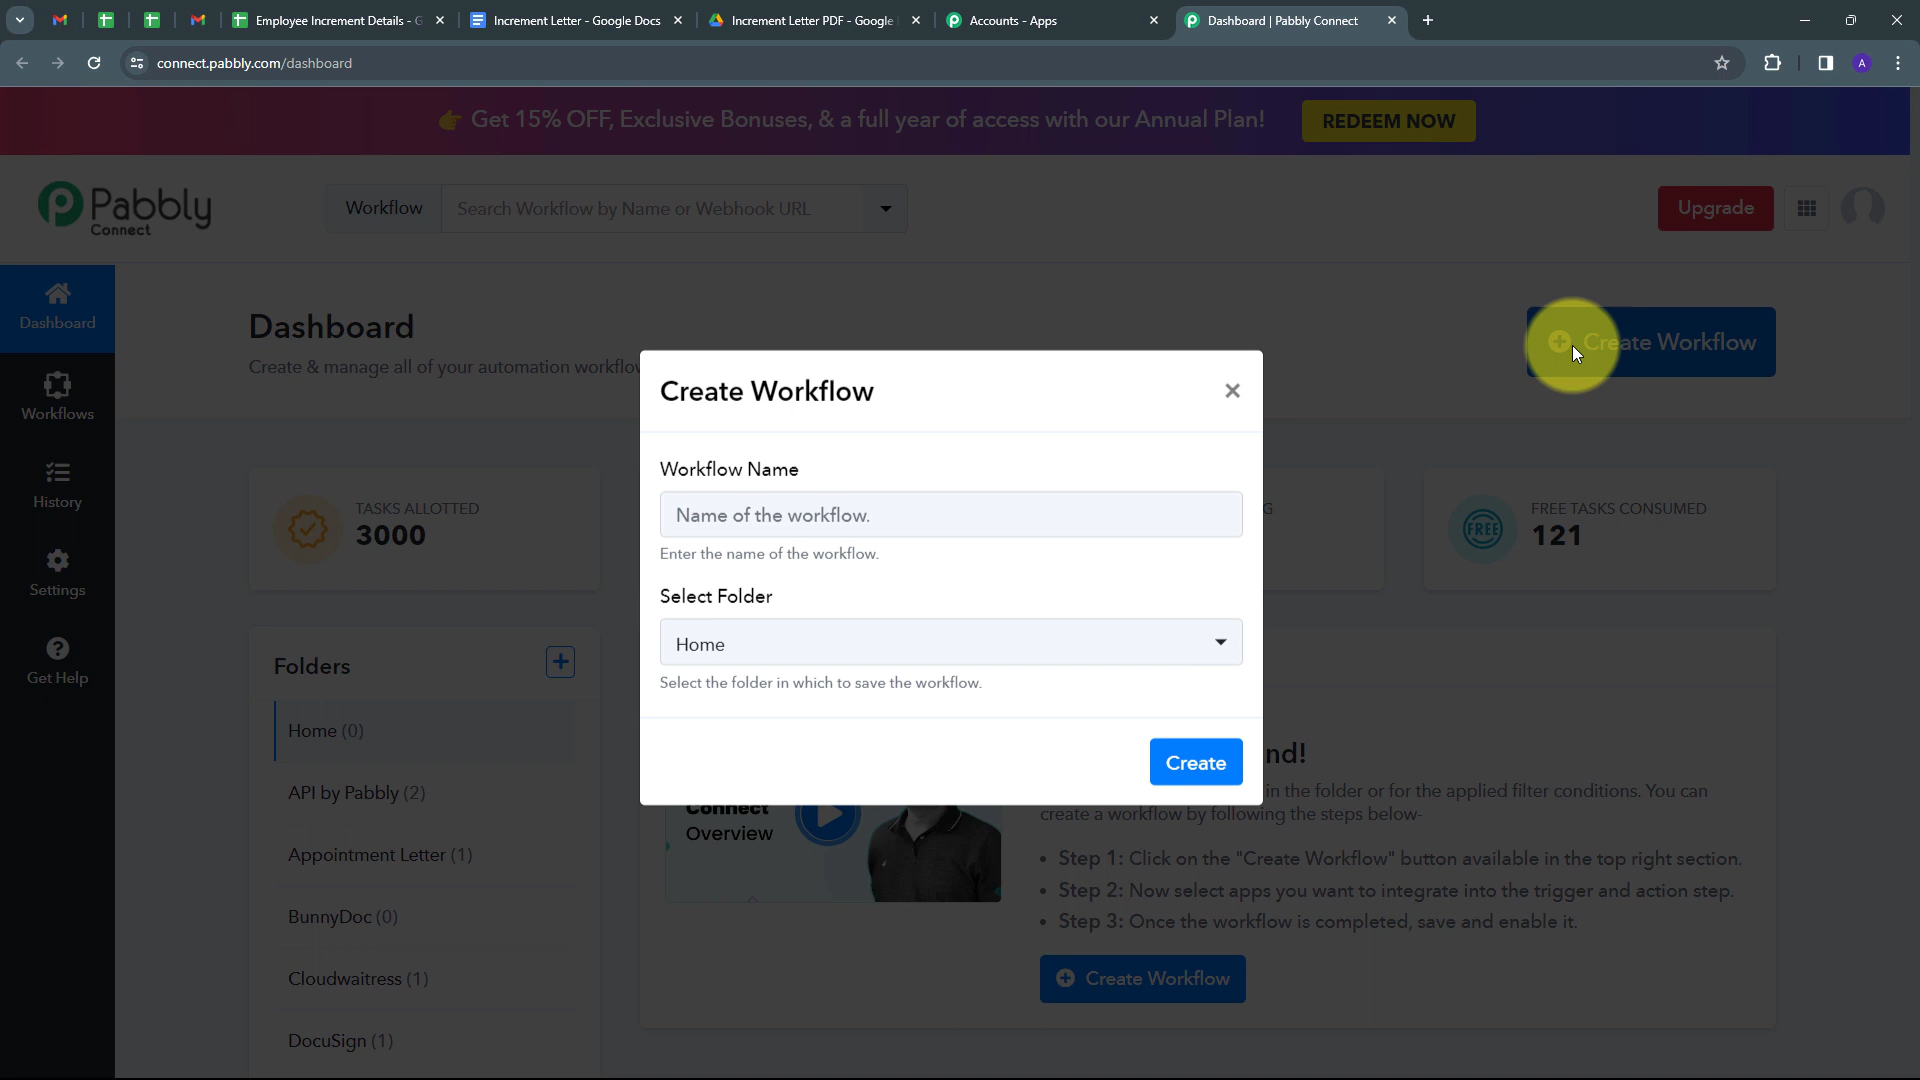 Employee Increment Details - G
Increment Letter - Google Docs
Increment Letter PDF - Google
Accounts - Apps
Dashboard | Pabbly Connect
connect.pabbly.com/dashboard
A
👉 Get 15% OFF, Exclusive Bonuses, & a full year of access with our Annual Plan!
REDEEM NOW
Pabbly
Connect
Workflow
Search Workflow by Name or Webhook URL
Upgrade
Dashboard
Workflows
History
Settings
Get Help
Dashboard
Create & manage all of your automation workflo
Create Workflow
TASKS ALLOTTED
3000
G
FREE
FREE TASKS CONSUMED
121
Create Workflow
Workflow Name
Name of the workflow.
Enter the name of the workflow.
Select Folder
Home
Select the folder in which to save the workflow.
Create
Folders
Home (0)
API by Pabbly (2)
Appointment Letter (1)
BunnyDoc (0)
Cloudwaitress (1)
DocuSign (1)
Connect
Overview
nd!
in the folder or for the applied filter conditions. You can
create a workflow by following the steps below-
• Step 1: Click on the "Create Workflow" button available in the top right section.
• Step 2: Now select apps you want to integrate into the trigger and action step.
• Step 3: Once the workflow is completed, save and enable it.
Create Workflow